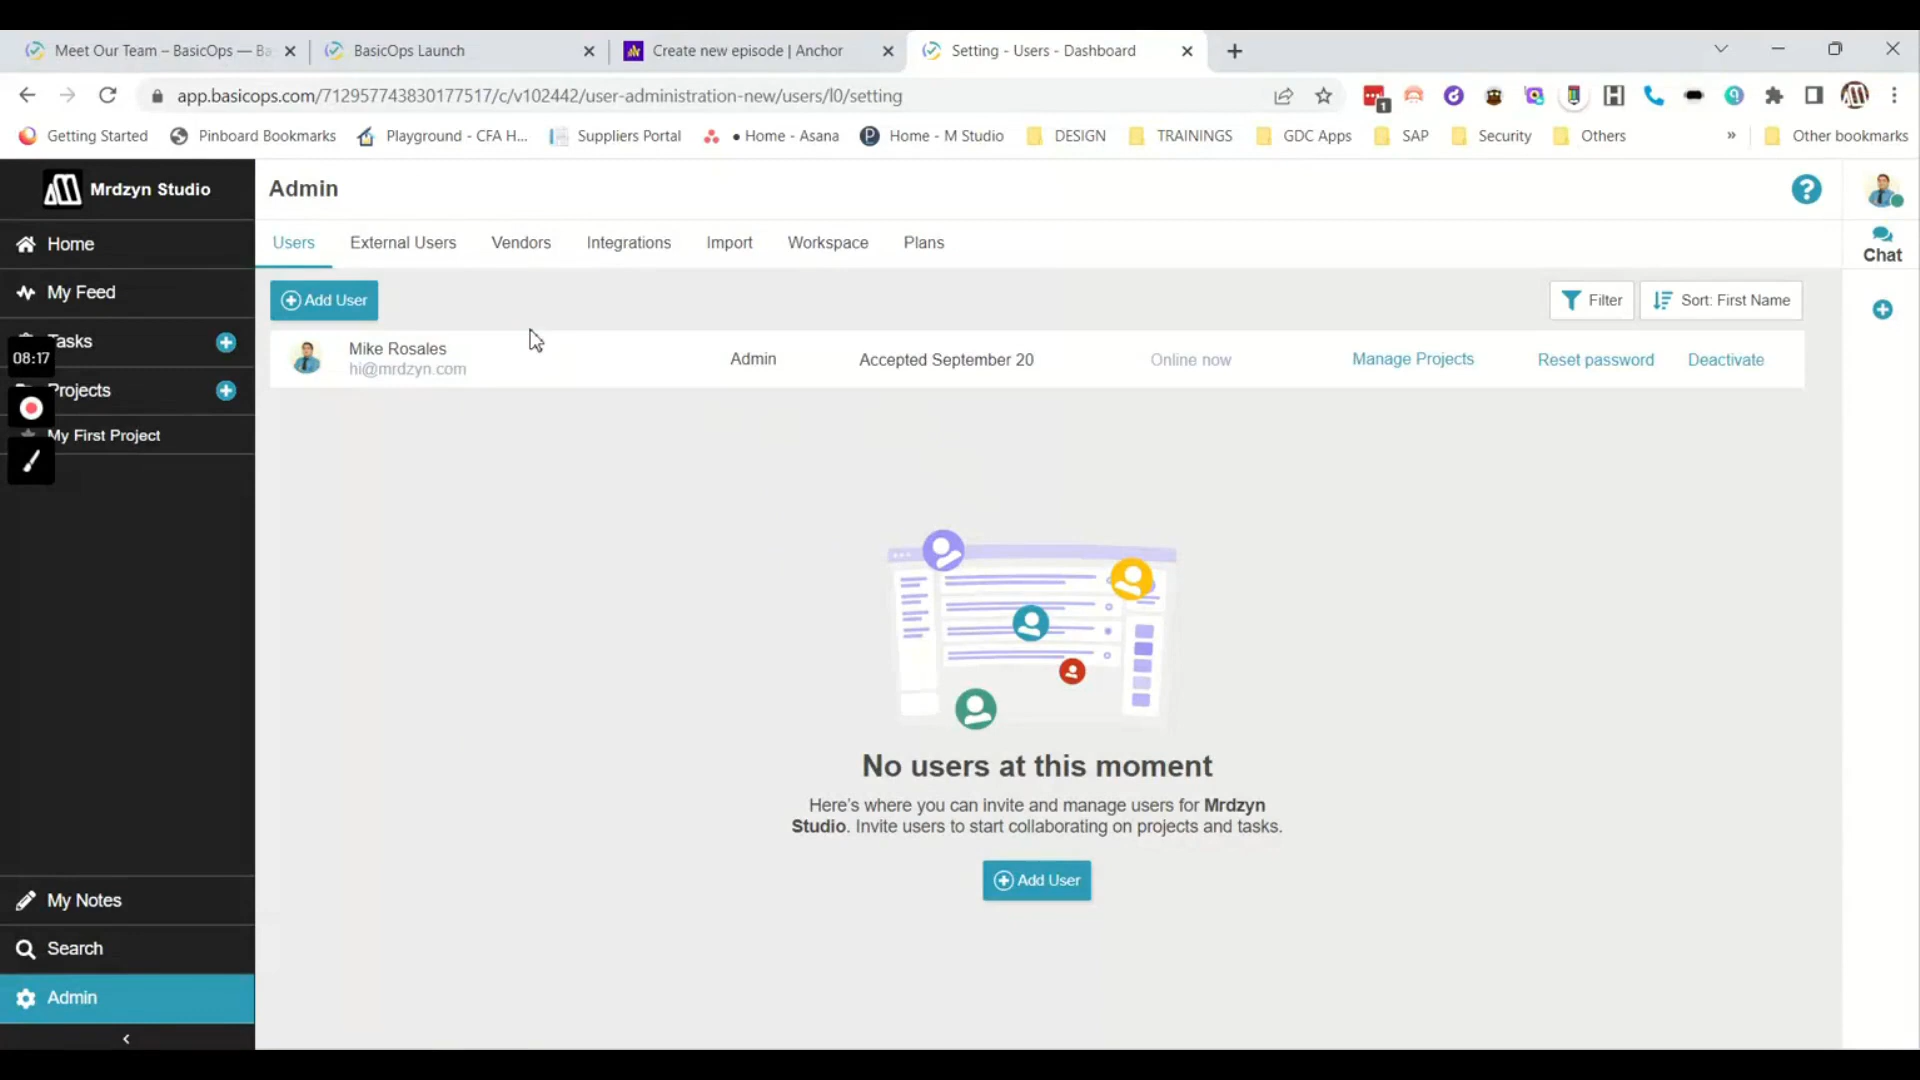 Meet Our Team – BasicOps — Ba
BasicOps Launch
Create new episode | Anchor
Setting - Users - Dashboard
app.basicops.com/712957743830177517/c/v102442/user-administration-new/users/l0/setting
1
Getting Started
Pinboard Bookmarks
Playground - CFA H...
Suppliers Portal
• Home - Asana
Home - M Studio
DESIGN
TRAININGS
GDC Apps
SAP
Security
Others
»
Other bookmarks
Mrdzyn Studio
Admin
Home
Users
External Users
Vendors
Integrations
Import
Workspace
Plans
Chat
My Feed
Add User
Filter
Sort: First Name
Tasks
08:17
Mike Rosales
hi@mrdzyn.com
Admin
Accepted September 20
Online now
Manage Projects
Reset password
Deactivate
Projects
My First Project
No users at this moment
Here's where you can invite and manage users for Mrdzyn
Studio. Invite users to start collaborating on projects and tasks.
Add User
My Notes
Search
Admin